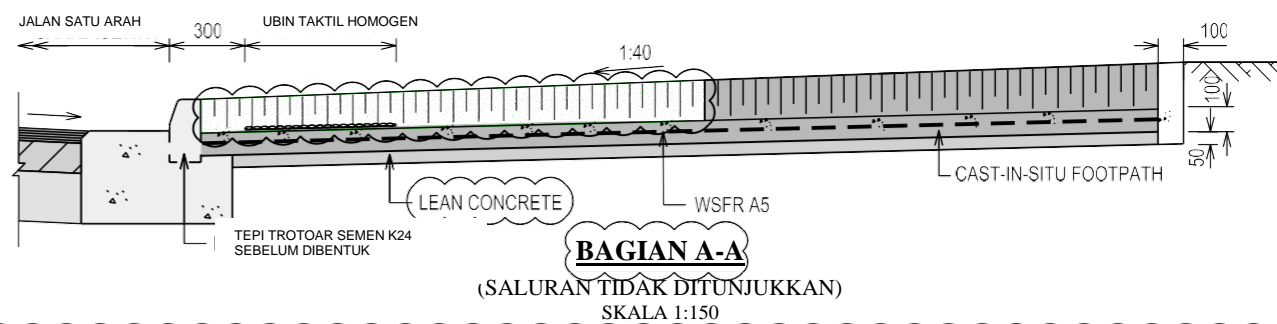 JALAN SATU ARAH
300
UBIN TAKTIL HOMOGEN
1:40
100
100
50
CAST-IN-SITU FOOTPATH
LEAN CONCRETE
WSFR A5
TEPI TROTOAR SEMEN K24
SEBELUM DIBENTUK
BAGIAN A-A
(SALURAN TIDAK DITUNJUKKAN)
SKALA 1:150